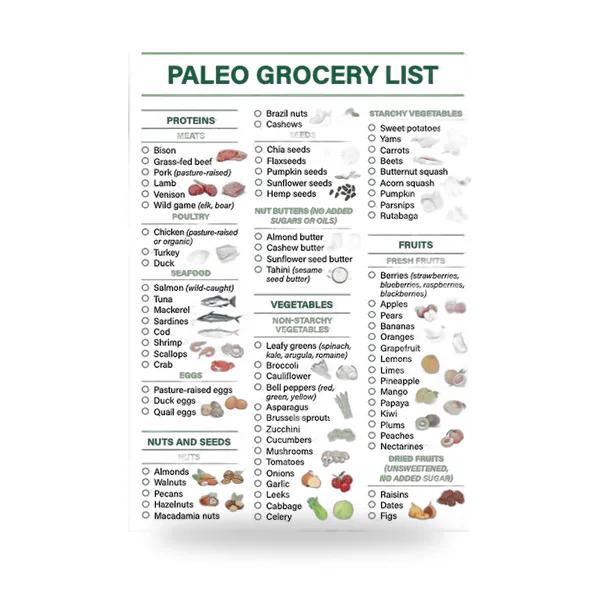 PALEO GROCERY LIST
PROTEINS
MEATS
Bison
Grass-fed beef
Pork (pasture-raised)
Lamb
Venison
Wild game (elk, boar)
POULTRY
Chicken (pasture-raised
or organic)
Turkey
Duck
SEAFOOD
Salmon (wild-caught)
Tuna
Mackerel
Sardines
Cod
Shrimp
Scallops
Crab
EGGS
Pasture-raised eggs
Duck eggs
Quail eggs
NUTS AND SEEDS
NUTS
Almonds
Walnuts
Pecans
Hazelnuts
Macadamia nuts
Brazil nuts
Cashews
SEEDS
Chia seeds
Flaxseeds
Pumpkin seeds
Sunflower seeds
Hemp seeds
NUT BUTTERS (NO ADDED
SUGARS OR OILS)
Almond butter
Cashew butter
Sunflower seed butter
Tahini (sesame
seed butter)
VEGETABLES
NON-STARCHY
VEGETABLES
Leafy greens (spinach,
kale, arugula, romaine)
Broccoli
Cauliflower
Bell peppers (red,
green, yellow)
Asparagus
Brussels sprouts
Zucchini
Cucumbers
Mushrooms
Tomatoes
Onions
Garlic
Leeks
Cabbage
Celery
STARCHY VEGETABLES
Sweet potatoes
Yams
Carrots
Beets
Butternut squash
Acorn squash
Pumpkin
Parsnips
Rutabaga
FRUITS
FRESH FRUITS
Berries (strawberries,
blueberries, raspberries,
blackberries)
Apples
Pears
Bananas
Oranges
Grapefruit
Lemons
Limes
Pineapple
Mango
Papaya
Kiwi
Plums
Peaches
Nectarines
DRIED FRUITS
(UNSWEETENED,
NO ADDED SUGAR)
Raisins
Dates
Figs